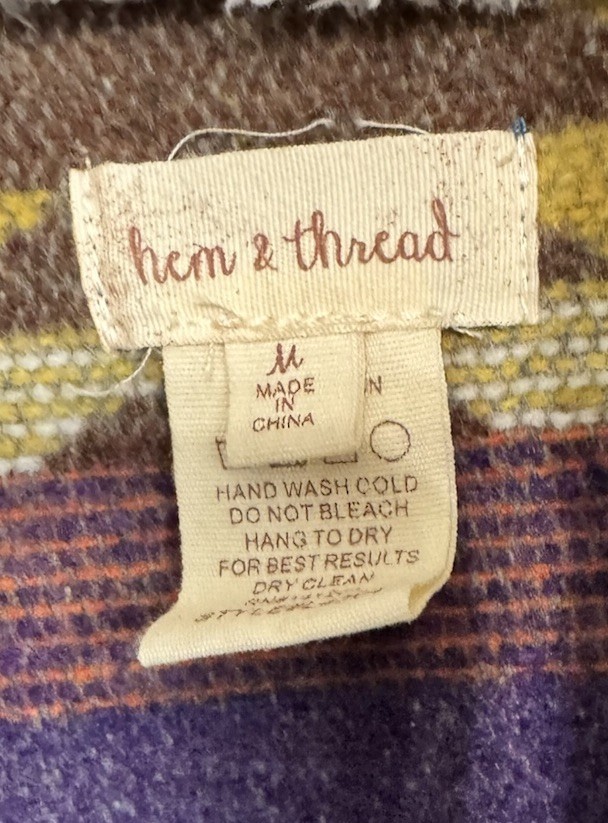 hem & thread
M
MADE
IN
CHINA
N
HAND WASH COLD
DO NOT BLEACH
HANG TO DRY
FOR BEST RESULTS
DRY CLEAN